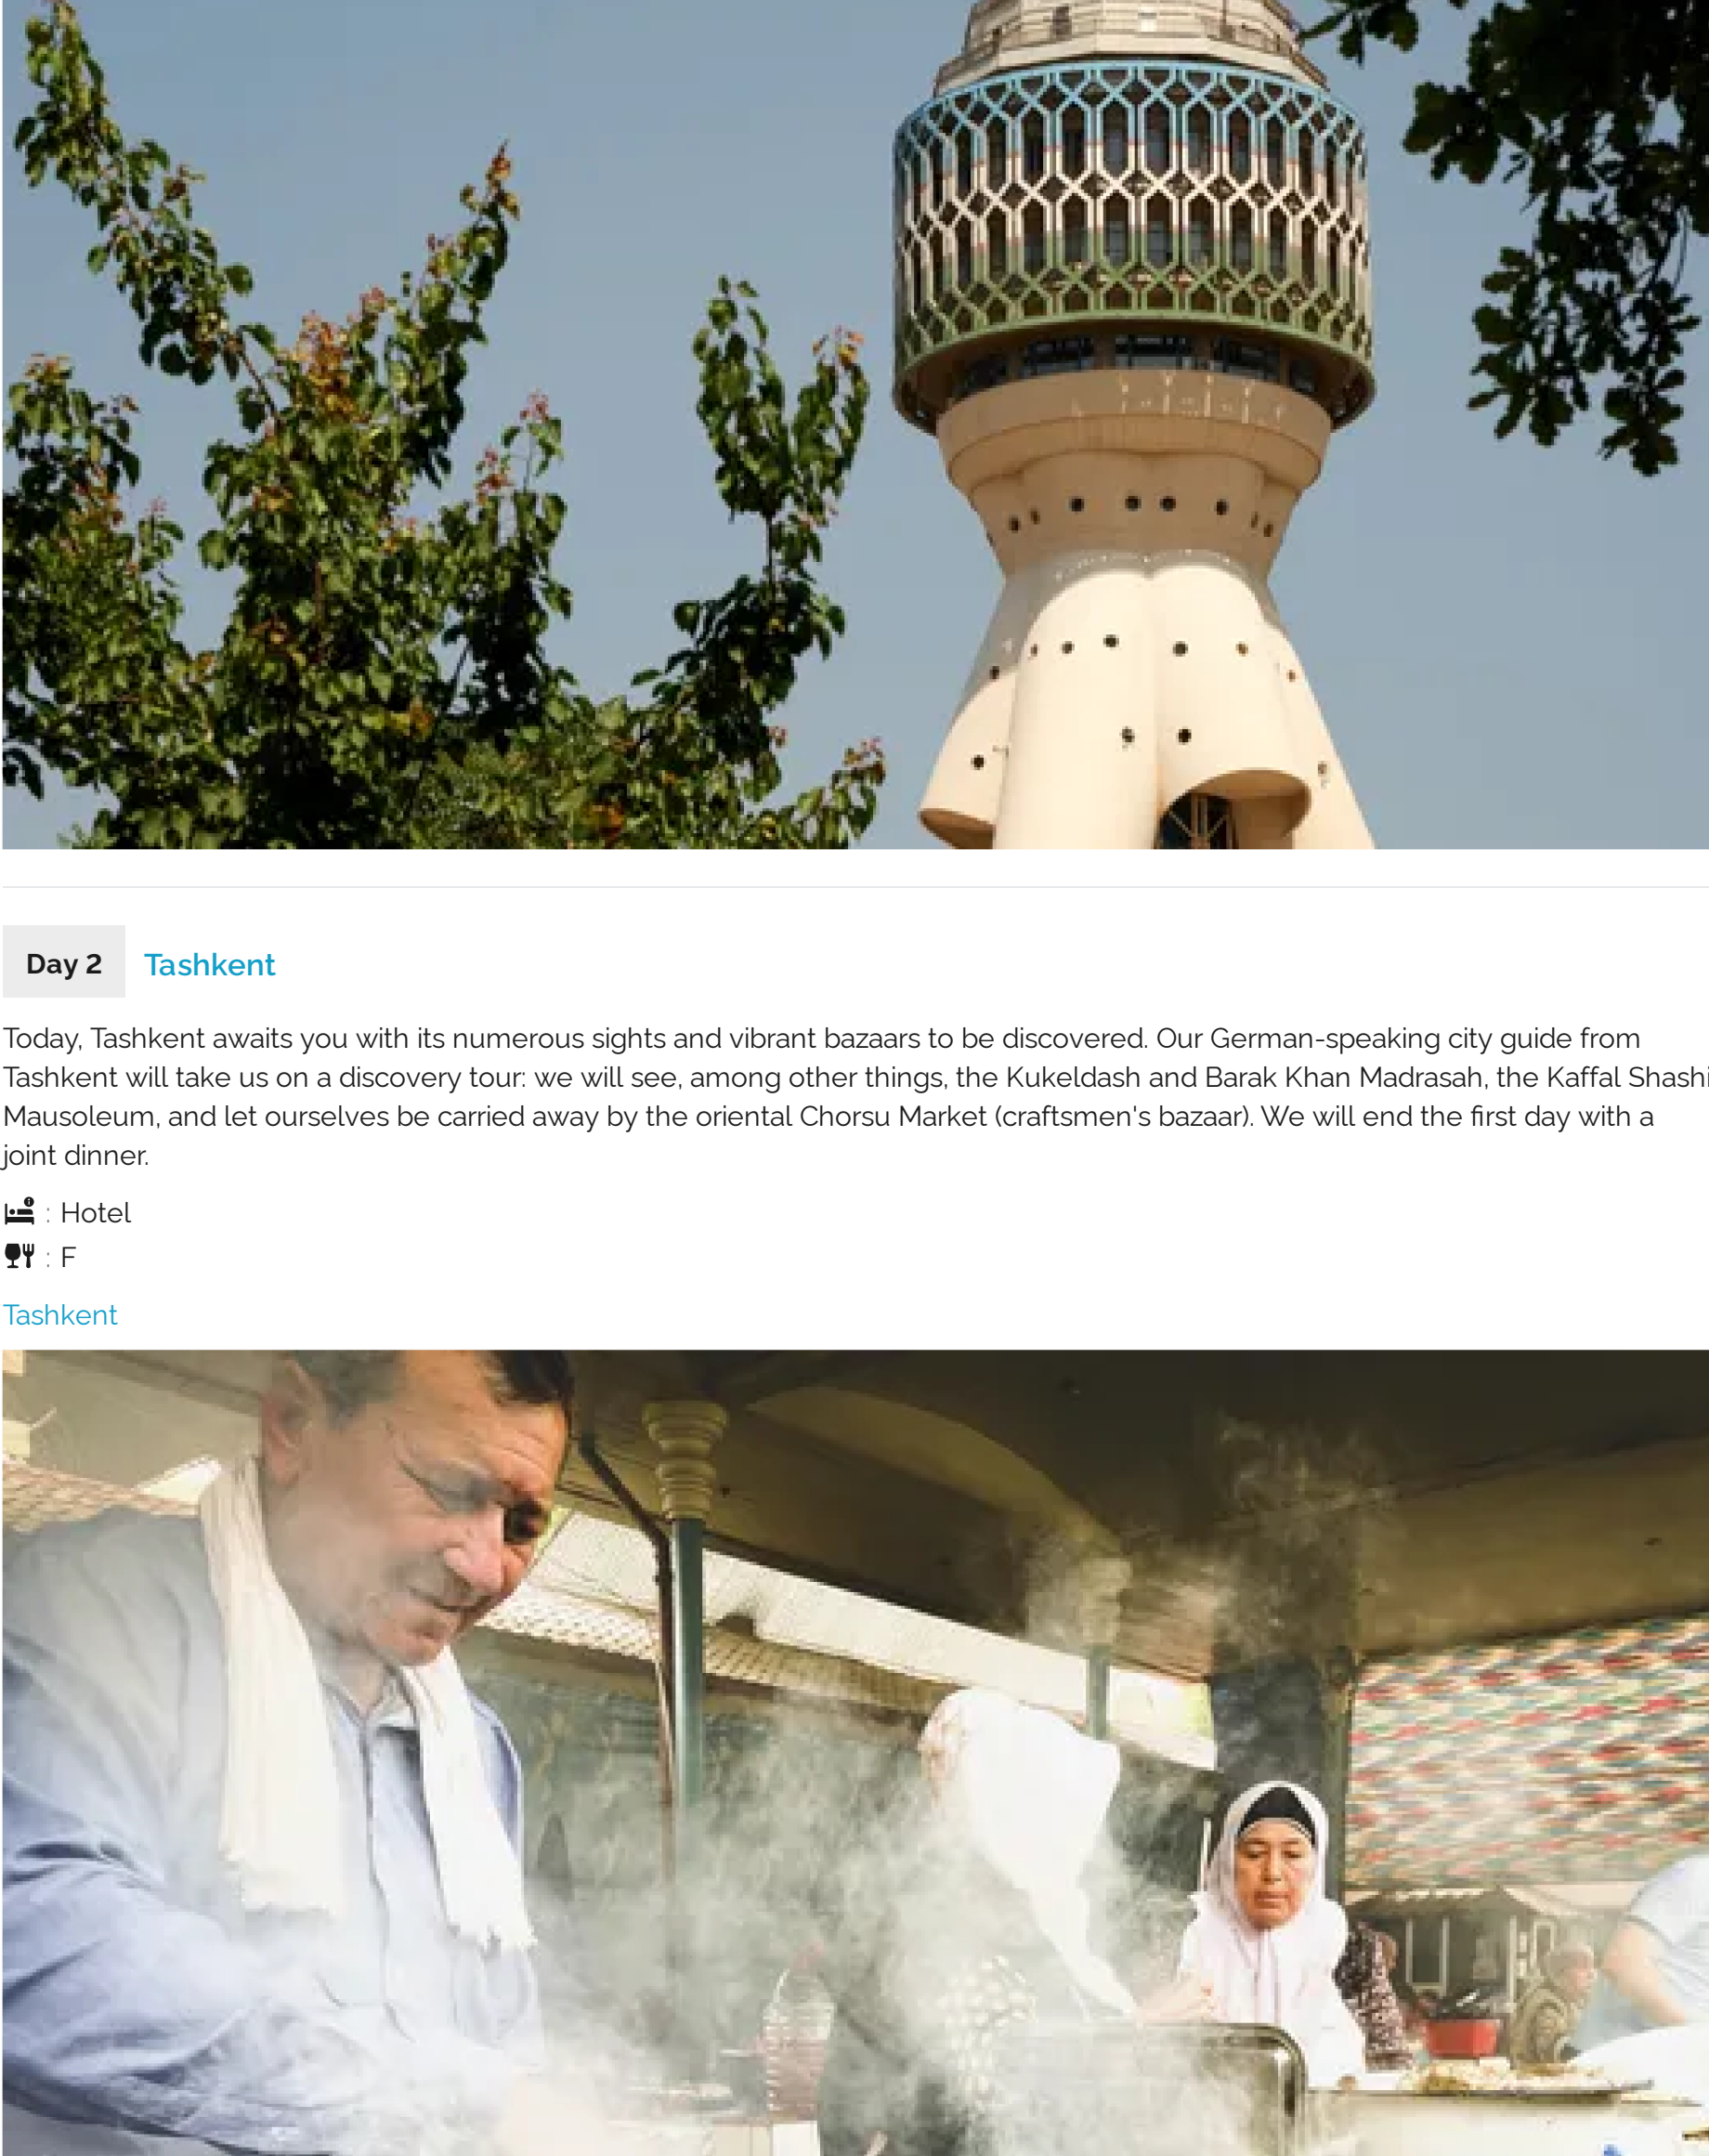 Day 2 Tashkent
Today, Tashkent awaits you with its numerous sights and vibrant bazaars to be discovered. Our German-speaking city guide from
Tashkent will take us on a discovery tour: we will see, among other things, the Kukeldash and Barak Khan Madrasah, the Kaffal Shashi
Mausoleum, and let ourselves be carried away by the oriental Chorsu Market (craftsmen's bazaar). We will end the first day with a
joint dinner.
: Hotel
: F
Tashkent